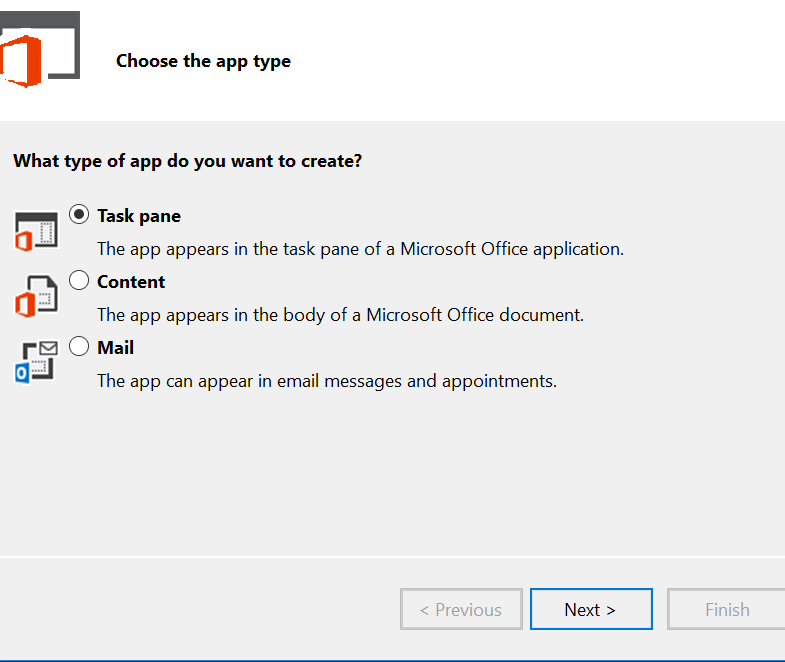 Choose the app type
What type of app do you want to create?
Task pane
The app appears in the task pane of a Microsoft Office application.
Content
The app appears in the body of a Microsoft Office document.
Mail
The app can appear in email messages and appointments.
< Previous Next > Finish